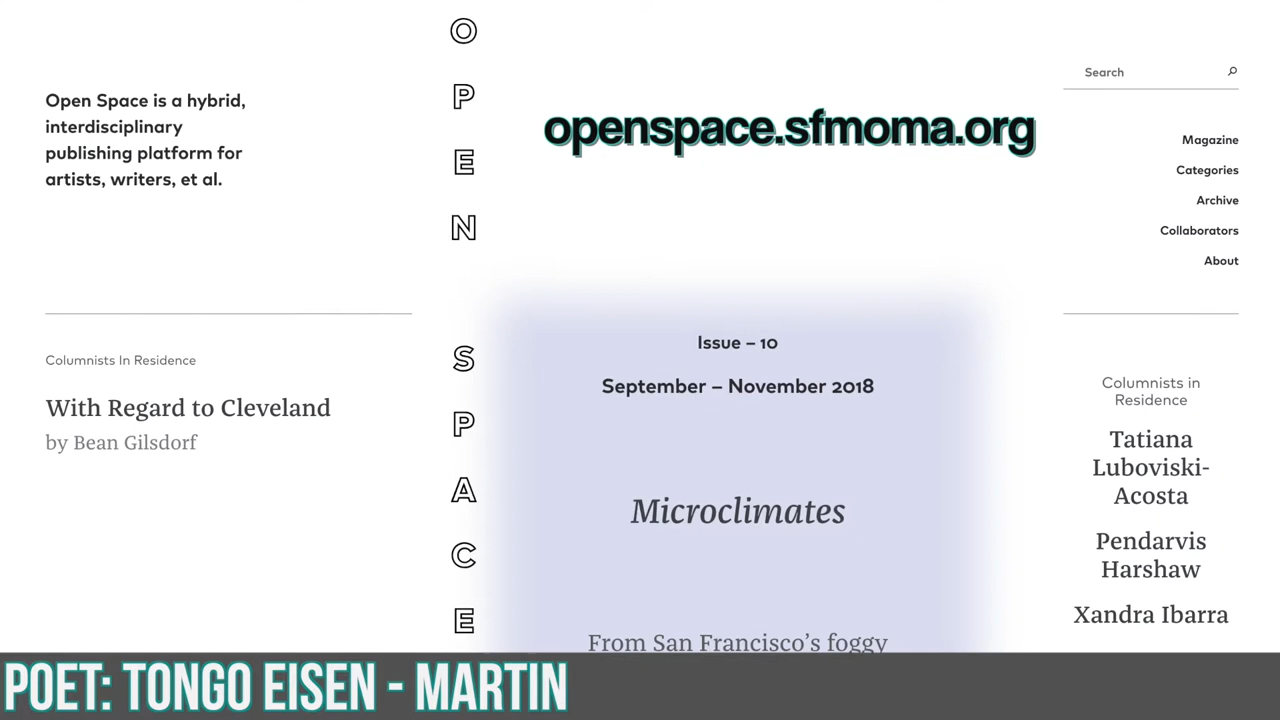 Open Space is a hybrid,
interdisciplinary
publishing platform for
artists, writers, et al.
Columnists In Residence
With Regard to Cleveland
by Bean Gilsdorf
O
P
E
N
S
P
A
C
E
openspace.sfmoma.org
Issue – 10
September – November 2018
Microclimates
From San Francisco’s foggy
Search
Magazine
Categories
Archive
Collaborators
About
Columnists in
Residence
Tatiana
Luboviski-
Acosta
Pendarvis
Harshaw
Xandra Ibarra
POET: TONGO EISEN - MARTIN